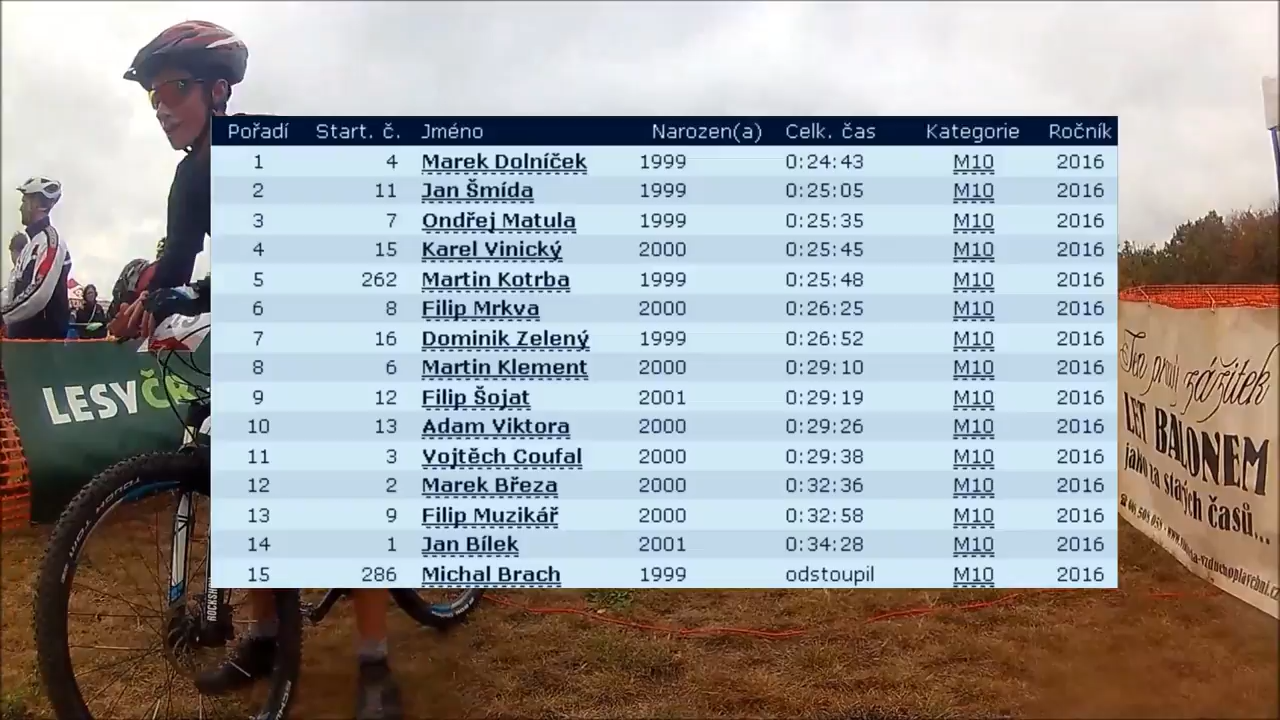 Pořadí Start. č. Jméno Narozen(a) Celk. čas Kategorie Ročník
1 4 Marek Dolníček 1999 0:24:43 M10 2016
2 11 Jan Šmída 1999 0:25:05 M10 2016
3 7 Ondřej Matula 1999 0:25:35 M10 2016
4 15 Karel Vinický 2000 0:25:45 M10 2016
5 262 Martin Kotrba 1999 0:25:48 M10 2016
6 8 Filip Mrkva 2000 0:26:25 M10 2016
7 16 Dominik Zelený 1999 0:26:52 M10 2016
8 6 Martin Klement 2000 0:29:10 M10 2016
9 12 Filip Šojat 2001 0:29:19 M10 2016
10 13 Adam Viktora 2000 0:29:26 M10 2016
11 3 Vojtěch Coufal 2000 0:29:38 M10 2016
12 2 Marek Březa 2000 0:32:36 M10 2016
13 9 Filip Muzikář 2000 0:32:58 M10 2016
14 1 Jan Bílek 2001 0:34:28 M10 2016
15 286 Michal Brach 1999 odstoupil M10 2016
LESYČR
Ten pravý zážitek
LET BALONEM
jako za starých časů...
ROCKSH